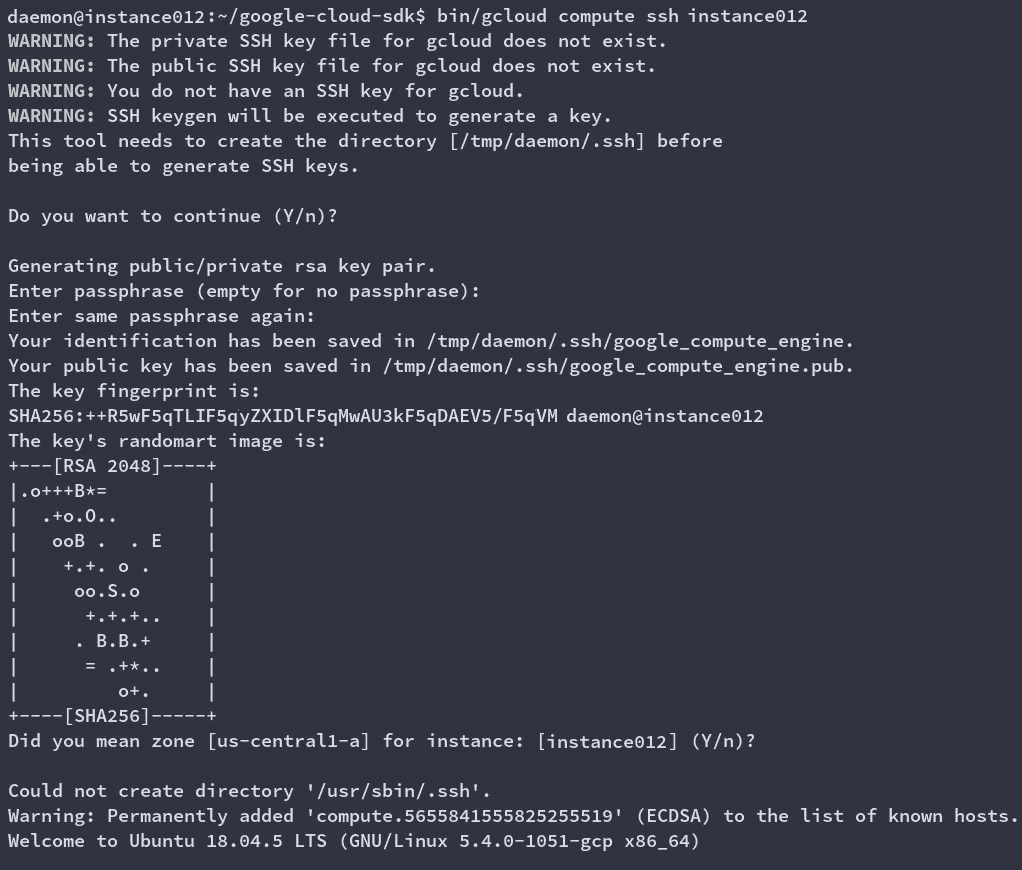 daemon@instance012:~/google-cloud-sdk$ bin/gcloud compute ssh instance012
WARNING: The private SSH key file for gcloud does not exist.
WARNING: The public SSH key file for gcloud does not exist.
WARNING: You do not have an SSH key for gcloud.
WARNING: SSH keygen will be executed to generate a key.
This tool needs to create the directory [/tmp/daemon/.ssh] before
being able to generate SSH keys.

Do you want to continue (Y/n)?

Generating public/private rsa key pair.
Enter passphrase (empty for no passphrase):
Enter same passphrase again:
Your identification has been saved in /tmp/daemon/.ssh/google_compute_engine.
Your public key has been saved in /tmp/daemon/.ssh/google_compute_engine.pub.
The key fingerprint is:
SHA256:++R5wF5qTLIF5qyZXIDlF5qMwAU3kF5qDAEV5/F5qVM daemon@instance012
The key's randomart image is:
+---[RSA 2048]----+
|.o+++B*=         |
|  .+o.O..        |
|   ooB .  . E    |
|    +.+. o .     |
|     oo.S.o      |
|      +.+.+..    |
|     . B.B.+     |
|      = .+*..    |
|         o+.     |
+----[SHA256]-----+
Did you mean zone [us-central1-a] for instance: [instance012] (Y/n)?

Could not create directory '/usr/sbin/.ssh'.
Warning: Permanently added 'compute.5655841555825255519' (ECDSA) to the list of known hosts.
Welcome to Ubuntu 18.04.5 LTS (GNU/Linux 5.4.0-1051-gcp x86_64)